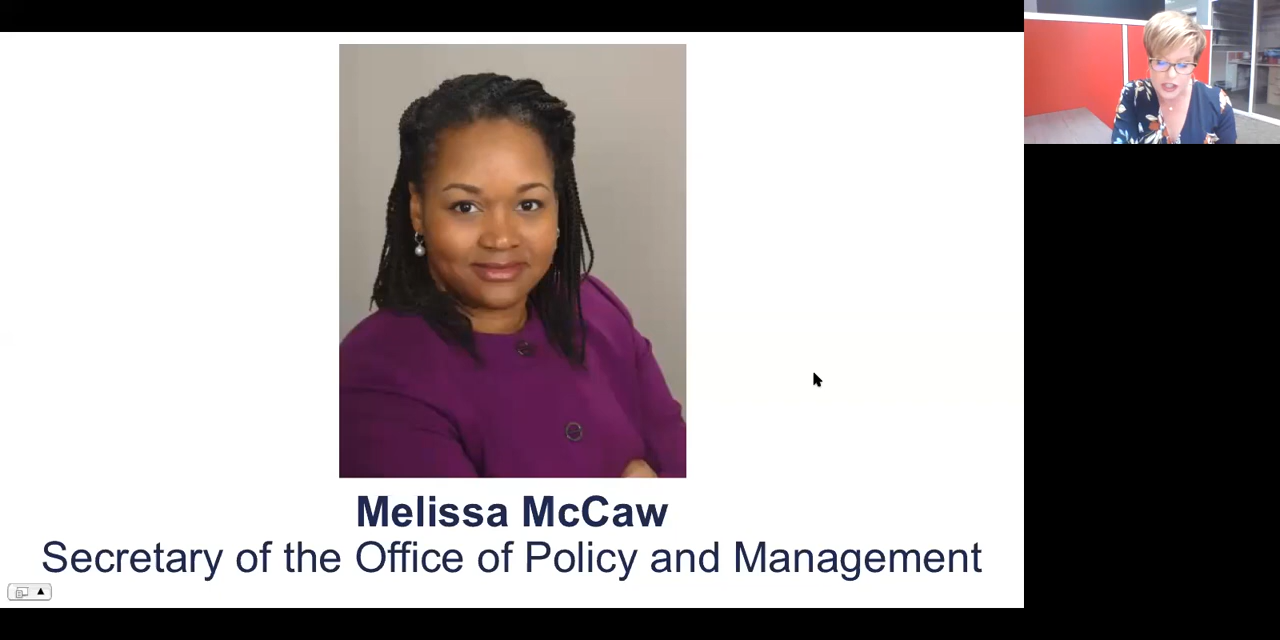 Melissa McCaw
Secretary of the Office of Policy and Management